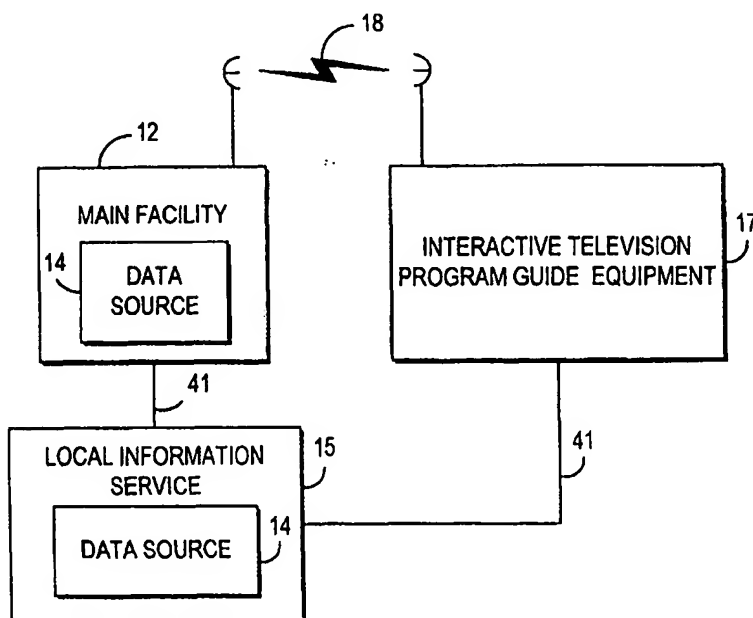 18
12
MAIN FACILITY
14
DATA
SOURCE
INTERACTIVE TELEVISION
PROGRAM GUIDE EQUIPMENT
17
41
LOCAL INFORMATION
SERVICE
15
41
DATA SOURCE
14